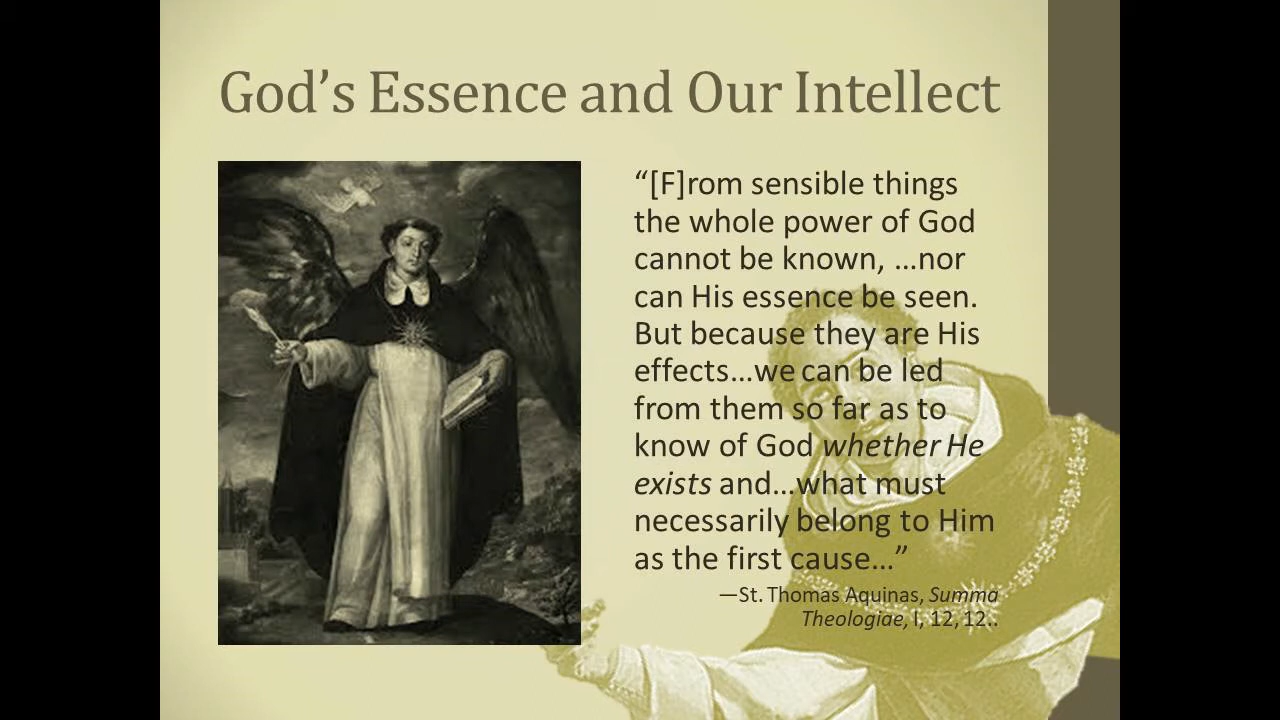 God’s Essence and Our Intellect
“[F]rom sensible things
the whole power of God
cannot be known, …nor
can His essence be seen.
But because they are His
effects…we can be led
from them so far as to
know of God whether He
exists and…what must
necessarily belong to Him
as the first cause…”
—St. Thomas Aquinas, Summa
Theologiae, I, 12, 12..